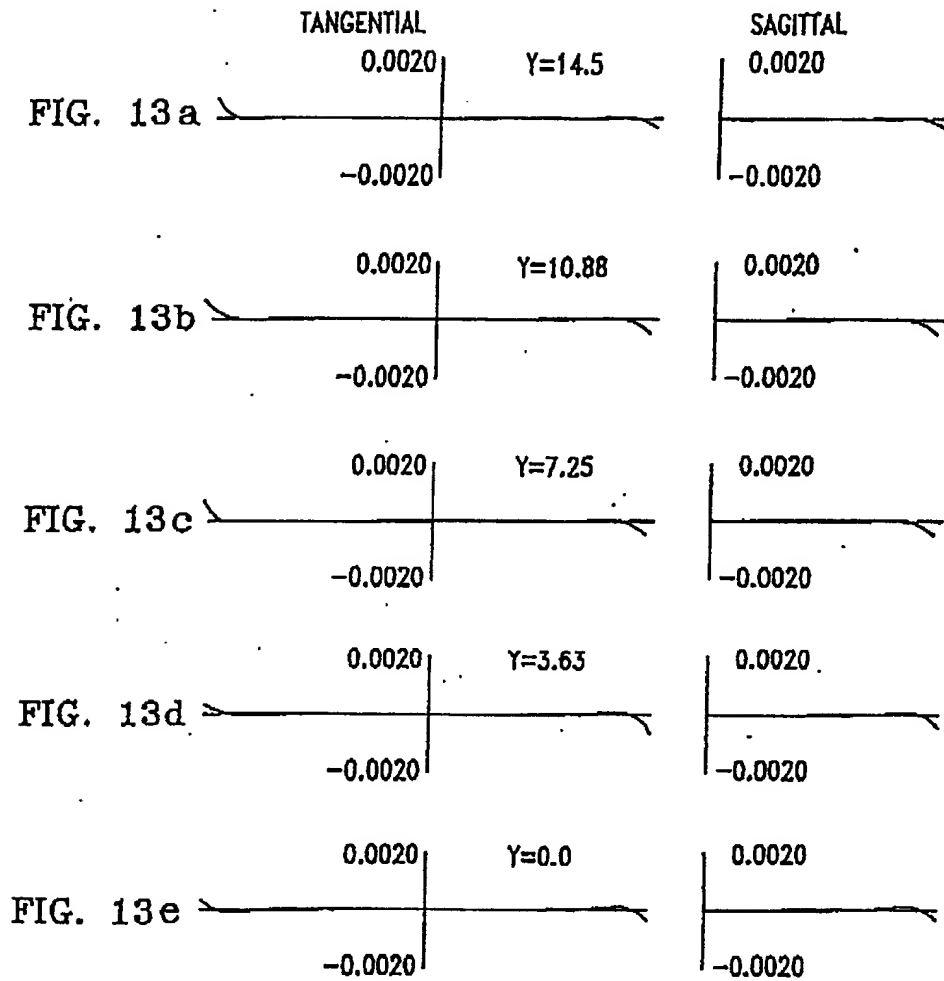 TANGENTIAL SAGITTAL
0.0020 Y=14.5 0.0020
FIG. 13a
-0.0020 -0.0020
0.0020 Y=10.88 0.0020
FIG. 13b
-0.0020 -0.0020
0.0020 Y=7.25 0.0020
FIG. 13c
-0.0020 -0.0020
0.0020 Y=3.63 0.0020
FIG. 13d
-0.0020 -0.0020
0.0020 Y=0.0 0.0020
FIG. 13e
-0.0020 -0.0020